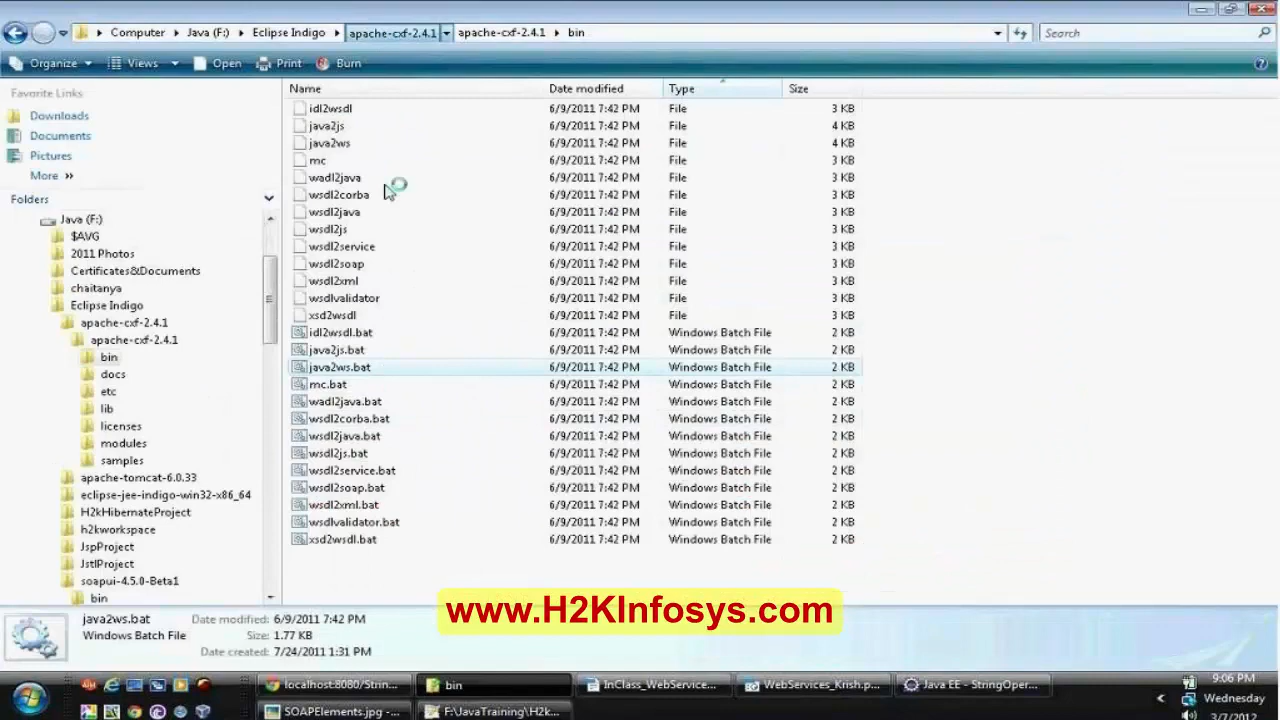 Computer ▸ Java (F:) ▸ Eclipse Indigo ▸ apache-cxf-2.4.1 ▸ apache-cxf-2.4.1 ▸ bin
Search
Organize Views Open Print Burn
Favorite Links
Downloads
Documents
Pictures
More »
Folders
Java (F:)
$AVG
2011 Photos
Certificates&Documents
chaitanya
Eclipse Indigo
apache-cxf-2.4.1
apache-cxf-2.4.1
bin
docs
etc
lib
licenses
modules
samples
apache-tomcat-6.0.33
eclipse-jee-indigo-win32-x86_64
H2kHibernateProject
h2kworkspace
JspProject
JstlProject
soapui-4.5.0-Beta1
bin
Name Date modified Type Size
idl2wsdl 6/9/2011 7:42 PM File 3 KB
java2js 6/9/2011 7:42 PM File 4 KB
java2ws 6/9/2011 7:42 PM File 4 KB
mc 6/9/2011 7:42 PM File 3 KB
wadl2java 6/9/2011 7:42 PM File 3 KB
wsdl2corba 6/9/2011 7:42 PM File 3 KB
wsdl2java 6/9/2011 7:42 PM File 3 KB
wsdl2js 6/9/2011 7:42 PM File 3 KB
wsdl2service 6/9/2011 7:42 PM File 3 KB
wsdl2soap 6/9/2011 7:42 PM File 3 KB
wsdl2xml 6/9/2011 7:42 PM File 3 KB
wsdlvalidator 6/9/2011 7:42 PM File 3 KB
xsd2wsdl 6/9/2011 7:42 PM File 3 KB
idl2wsdl.bat 6/9/2011 7:42 PM Windows Batch File 2 KB
java2js.bat 6/9/2011 7:42 PM Windows Batch File 2 KB
java2ws.bat 6/9/2011 7:42 PM Windows Batch File 2 KB
mc.bat 6/9/2011 7:42 PM Windows Batch File 2 KB
wadl2java.bat 6/9/2011 7:42 PM Windows Batch File 2 KB
wsdl2corba.bat 6/9/2011 7:42 PM Windows Batch File 2 KB
wsdl2java.bat 6/9/2011 7:42 PM Windows Batch File 2 KB
wsdl2js.bat 6/9/2011 7:42 PM Windows Batch File 2 KB
wsdl2service.bat 6/9/2011 7:42 PM Windows Batch File 2 KB
wsdl2soap.bat 6/9/2011 7:42 PM Windows Batch File 2 KB
wsdl2xml.bat 6/9/2011 7:42 PM Windows Batch File 2 KB
wsdlvalidator.bat 6/9/2011 7:42 PM Windows Batch File 2 KB
xsd2wsdl.bat 6/9/2011 7:42 PM Windows Batch File 2 KB
www.H2KInfosys.com
java2ws.bat Date modified: 6/9/2011 7:42 PM
Windows Batch File Size: 1.77 KB
Date created: 7/24/2011 1:31 PM
localhost:8080/Strin... bin InClass_WebService... WebServices_Krish.p... Java EE - StringOper...
SOAPElements.jpg -... F:\JavaTraining\H2k...
9:06 PM
Wednesday
3/7/2012